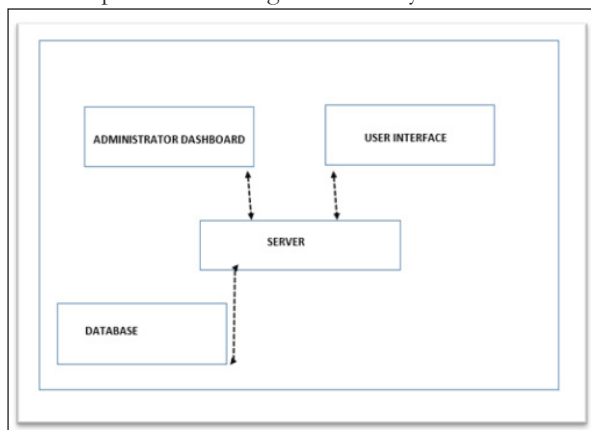 ADMINISTRATOR DASHBOARD
USER INTERFACE
SERVER
DATABASE